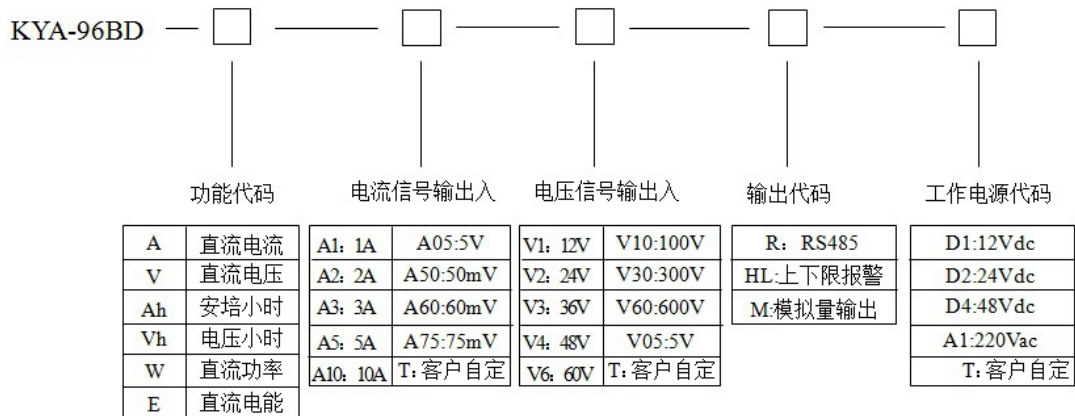 KYA-96BD
功能代码
电流信号输出入
电压信号输出入
输出代码
工作电源代码
A 直流电流
V 直流电压
Ah 安培小时
Vh 电压小时
W 直流功率
E 直流电能
A1: 1A A05:5V
A2: 2A A50:50mV
A3: 3A A60:60mV
A5: 5A A75:75mV
A10: 10A T:客户自定
V1: 12V V10:100V
V2: 24V V30:300V
V3: 36V V60:600V
V4: 48V V05:5V
V6: 60V T:客户自定
R: RS485
HL:上下限报警
M:模拟量输出
D1:12Vdc
D2:24Vdc
D4:48Vdc
A1:220Vac
T:客户自定